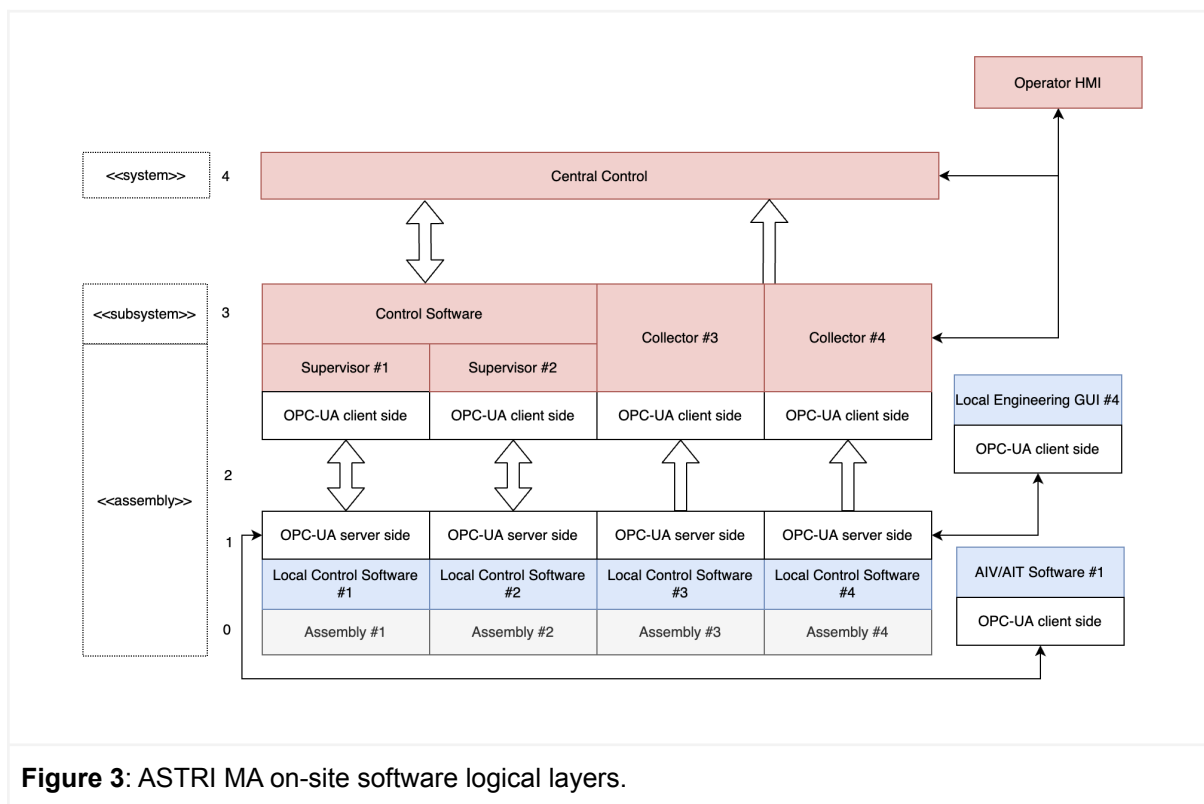 Operator HMI
<<system>>
4
Central Control
<<subsystem>>
3
Control Software
Collector #3
Collector #4
Supervisor #1
Supervisor #2
OPC-UA client side
OPC-UA client side
OPC-UA client side
OPC-UA client side
Local Engineering GUI #4
OPC-UA client side
2
<<assembly>>
1
OPC-UA server side
OPC-UA server side
OPC-UA server side
OPC-UA server side
Local Control Software
#1
Local Control Software
#2
Local Control Software
#3
Local Control Software
#4
AIV/AIT Software #1
OPC-UA client side
0
Assembly #1
Assembly #2
Assembly #3
Assembly #4
Figure 3: ASTRI MA on-site software logical layers.